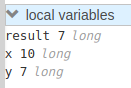 local variables
result 7 long
x 10 long
y 7 long